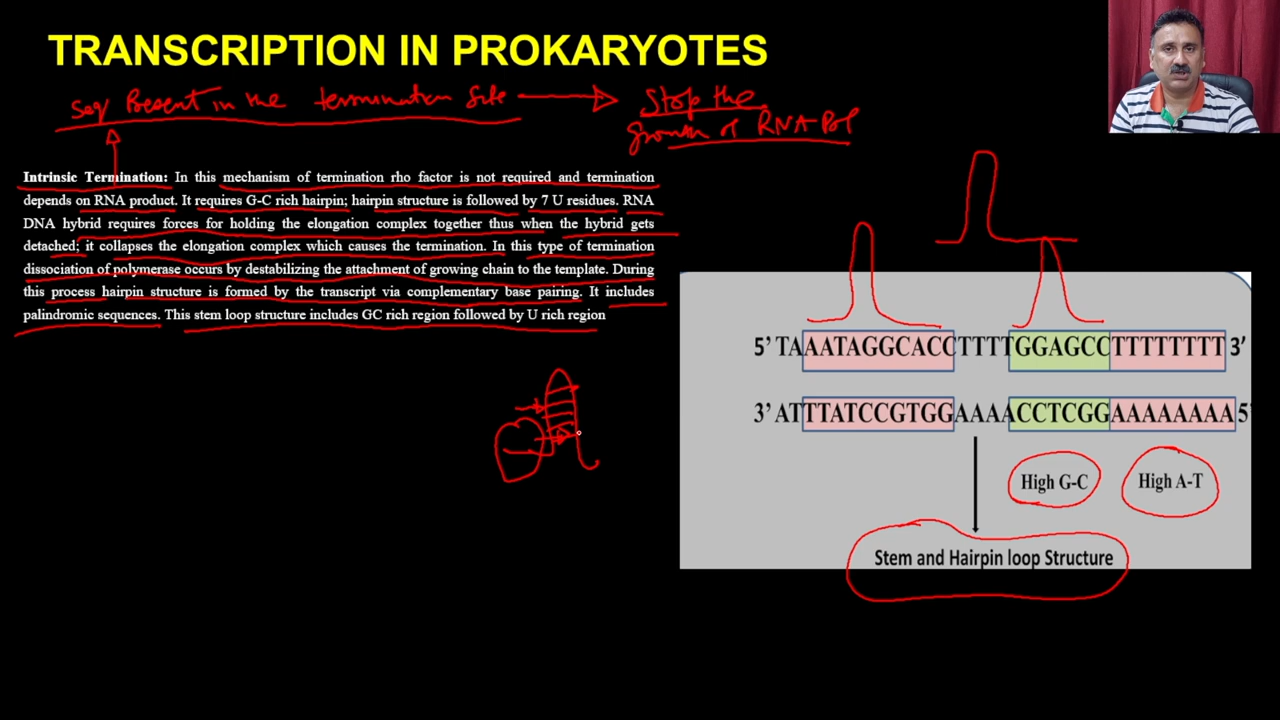 TRANSCRIPTION IN PROKARYOTES
Seq Present in the termination Site
Stop the
growth of RNA Pol
Intrinsic Termination: In this mechanism of termination rho factor is not required and termination
depends on RNA product. It requires G-C rich hairpin; hairpin structure is followed by 7 U residues. RNA
DNA hybrid requires forces for holding the elongation complex together thus when the hybrid gets
detached; it collapses the elongation complex which causes the termination. In this type of termination
dissociation of polymerase occurs by destabilizing the attachment of growing chain to the template. During
this process hairpin structure is formed by the transcript via complementary base pairing. It includes
palindromic sequences. This stem loop structure includes GC rich region followed by U rich region
5' TAAATAGGCACCTTTTGGAGCCTTTTTTTT 3'
3' ATTTATCCGTGGAAAACCTCGGAAAAAAAA 5'
High G-C
High A-T
Stem and Hairpin loop Structure